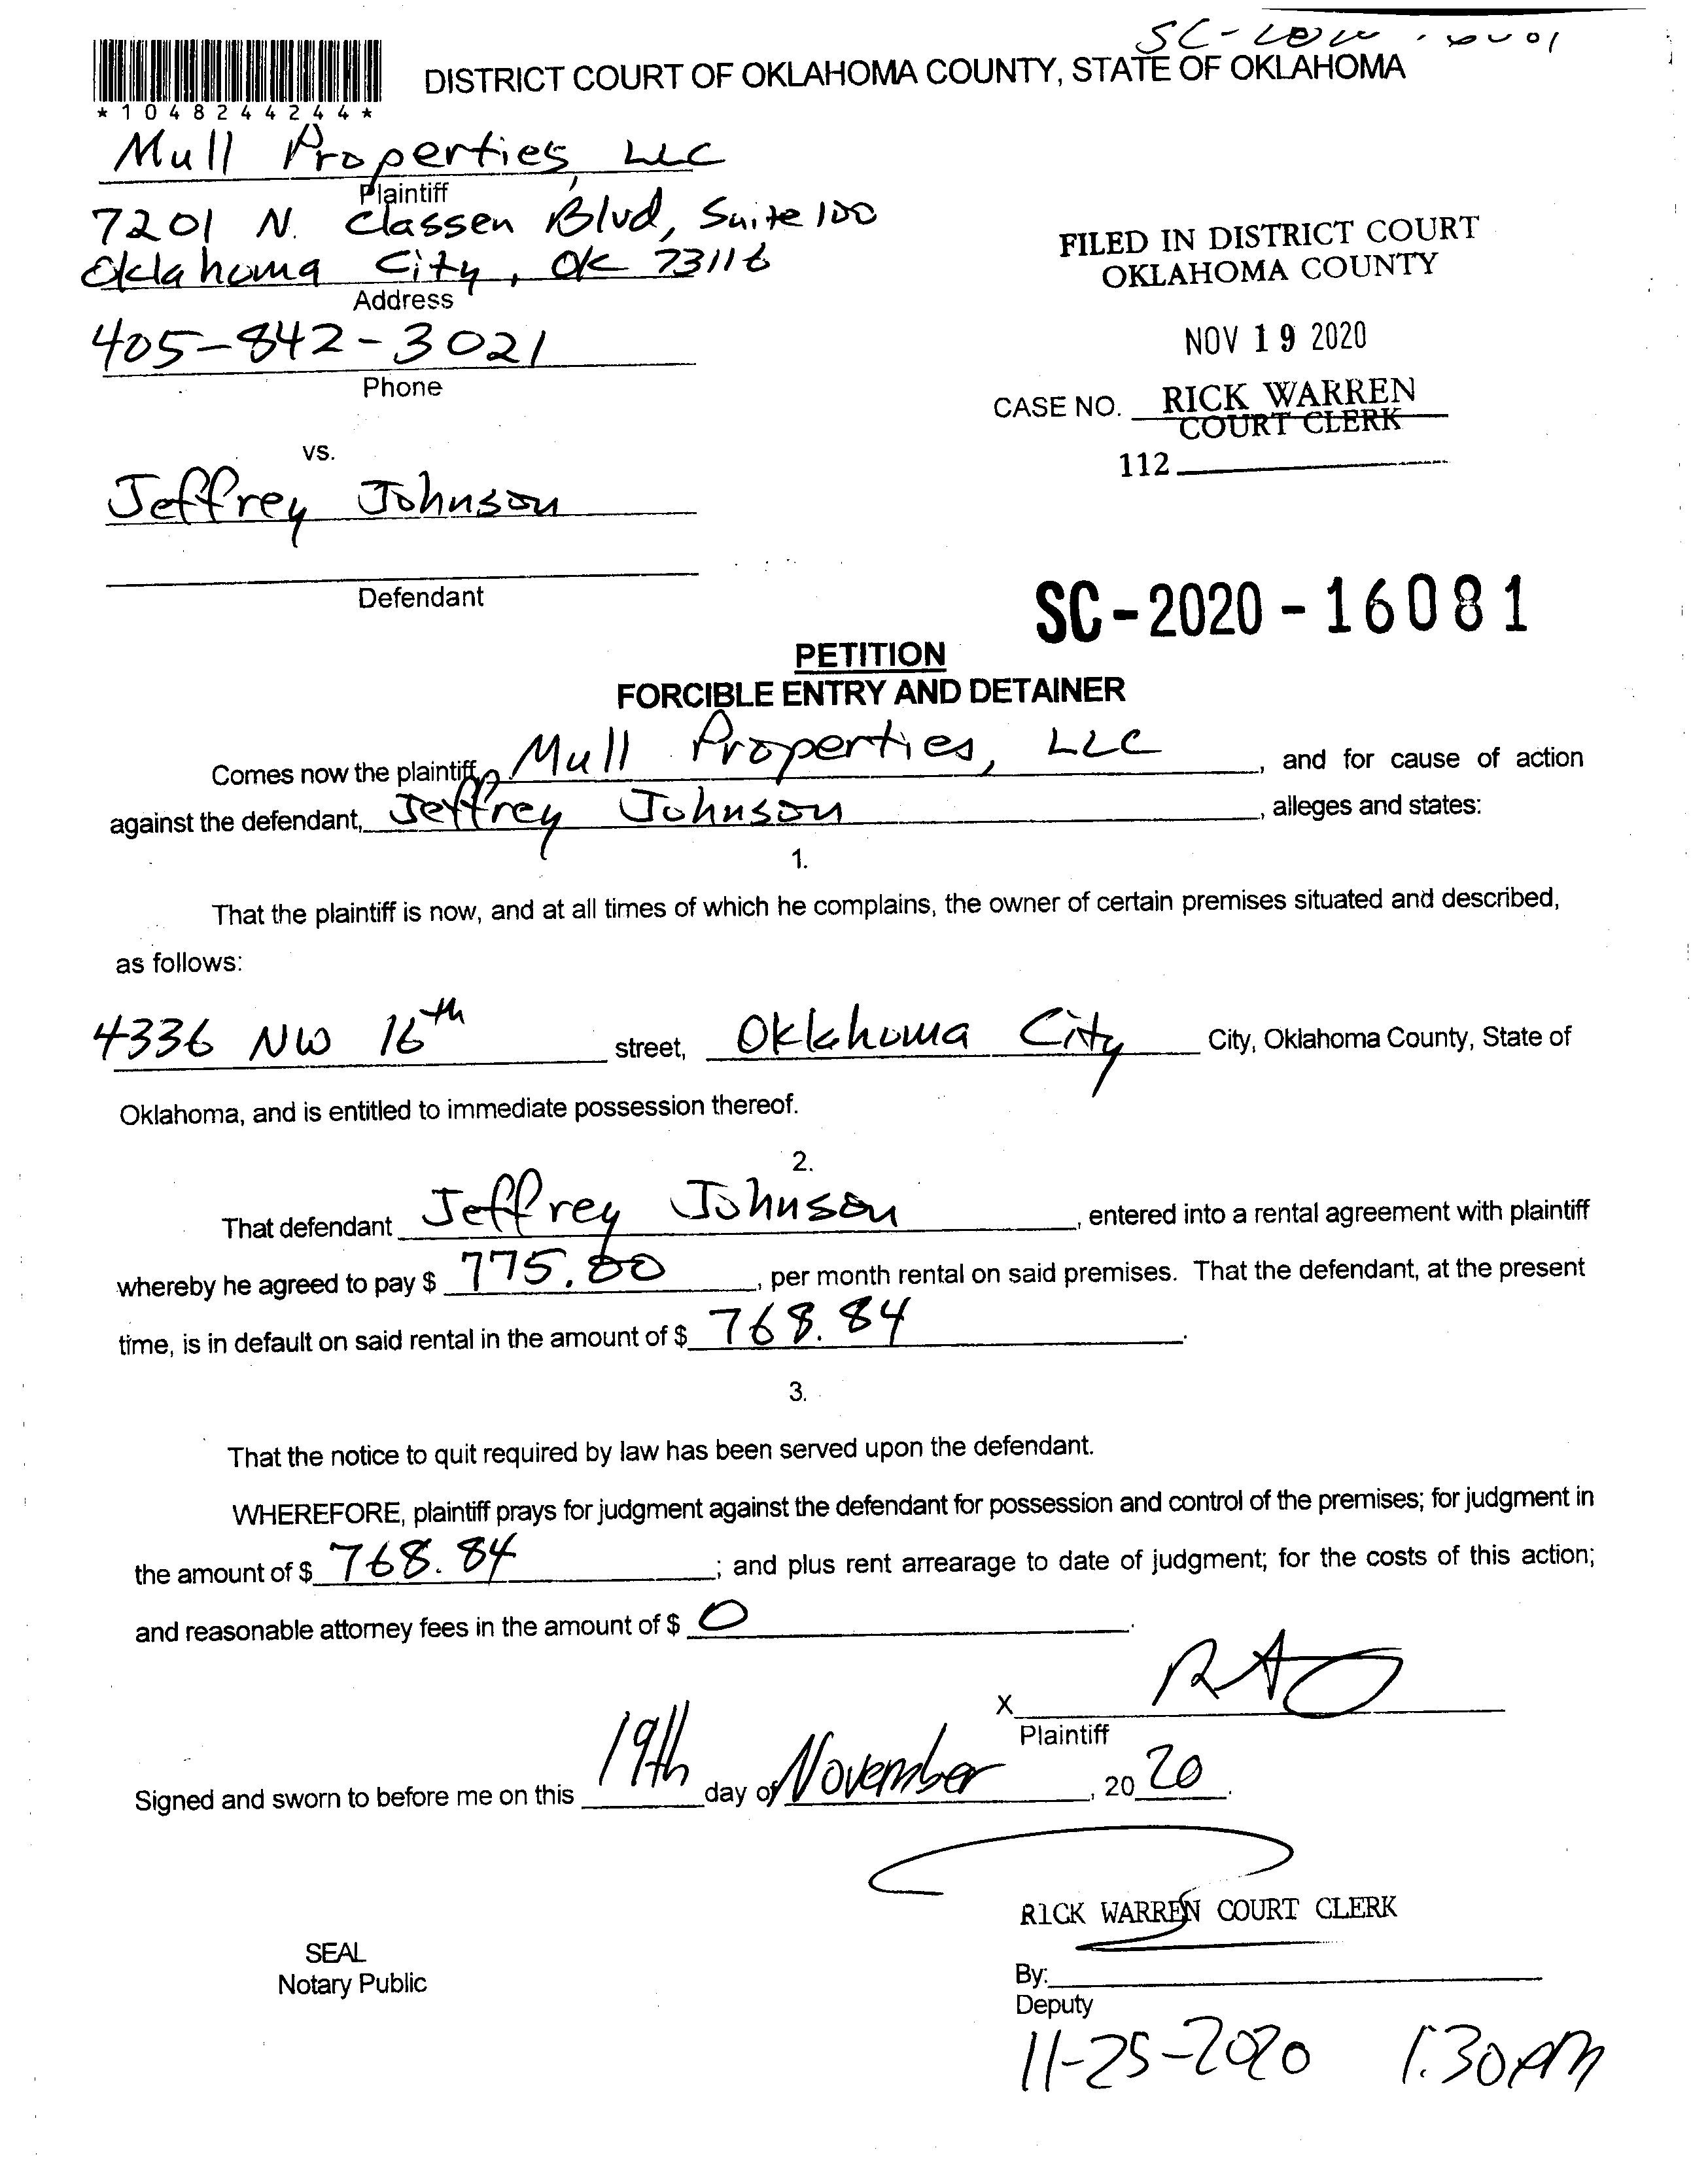 DISTRICT COURT OF OKLAHOMA COUNTY, STATE OF OKLAHOMA
*1048244244*
Mull Properties, LLC
Plaintiff
7201 N. Classen Blvd, Suite 100
Oklahoma City, OK 73116
Address
405-842-3021
Phone
FILED IN DISTRICT COURT
OKLAHOMA COUNTY
NOV 19 2020
CASE NO. RICK WARREN
COURT CLERK
112
vs.
Jeffrey Johnson
Defendant
SC-2020-16081
PETITION
FORCIBLE ENTRY AND DETAINER
Comes now the plaintiff, Mull Properties, LLC, and for cause of action
against the defendant, Jeffrey Johnson, alleges and states:
1.
That the plaintiff is now, and at all times of which he complains, the owner of certain premises situated and described,
as follows:
4336 NW 16th street, Oklahoma City City, Oklahoma County, State of
Oklahoma, and is entitled to immediate possession thereof.
2.
That defendant Jeffrey Johnson, entered into a rental agreement with plaintiff
whereby he agreed to pay $ 775.00, per month rental on said premises. That the defendant, at the present
time, is in default on said rental in the amount of $ 768.84.
3.
That the notice to quit required by law has been served upon the defendant.
WHEREFORE, plaintiff prays for judgment against the defendant for possession and control of the premises; for judgment in
the amount of $ 768.84; and plus rent arrearage to date of judgment; for the costs of this action;
and reasonable attorney fees in the amount of $ 0.
X
Plaintiff
Signed and sworn to before me on this 19th day of November, 2020.
RICK WARREN COURT CLERK
SEAL
Notary Public
By:
Deputy
11-25-2020 1:30pm